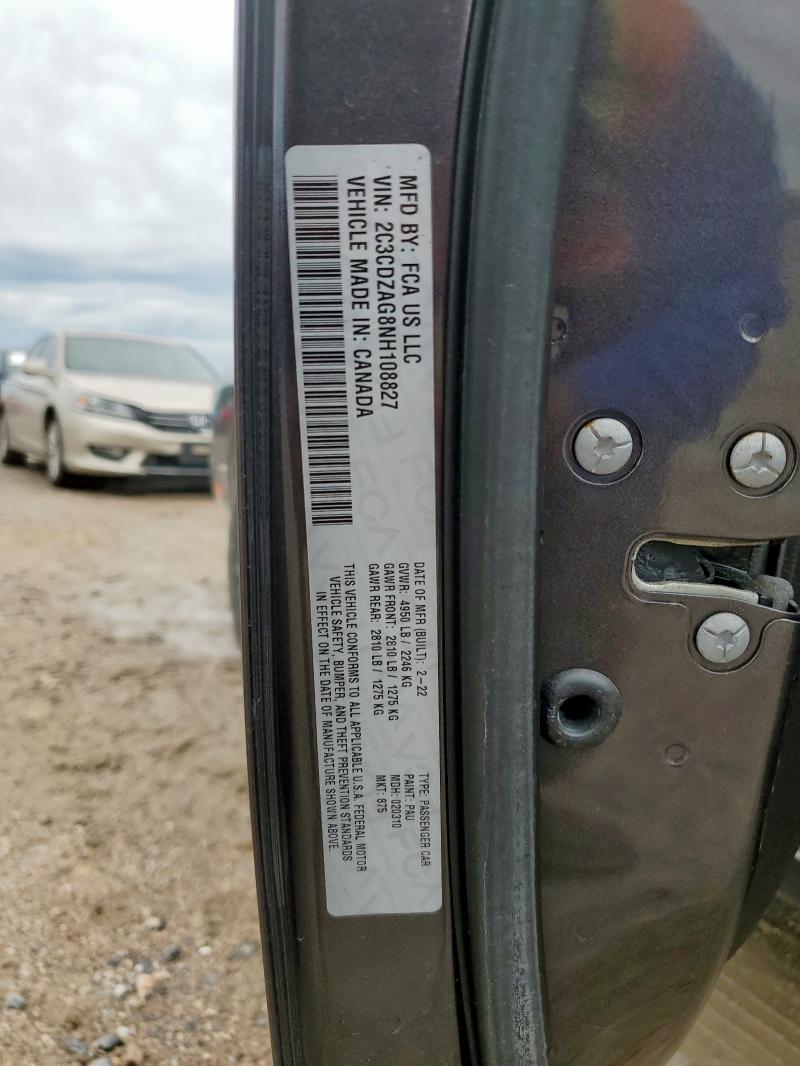 MFD BY: FCA US LLC
VIN: 2C3CDZAG8NH108827
VEHICLE MADE IN: CANADA
DATE OF MFR (BUILT): 2-22
GVWR: 4950 LB / 2246 KG
GAWR FRONT: 2810 LB / 1275 KG
GAWR REAR: 2810 LB / 1275 KG
TYPE: PASSENGER CAR
PAINT: PAU
MDH: 020310
MKT: 875
THIS VEHICLE CONFORMS TO ALL APPLICABLE U.S.A. FEDERAL MOTOR
VEHICLE SAFETY, BUMPER, AND THEFT PREVENTION STANDARDS
IN EFFECT ON THE DATE OF MANUFACTURE SHOWN ABOVE.